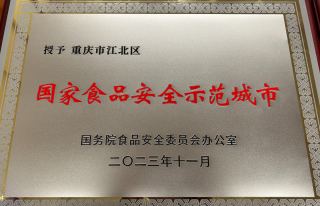 授予 重庆市江北区
国家食品安全示范城市
国务院食品安全委员会办公室
二〇二三年十一月